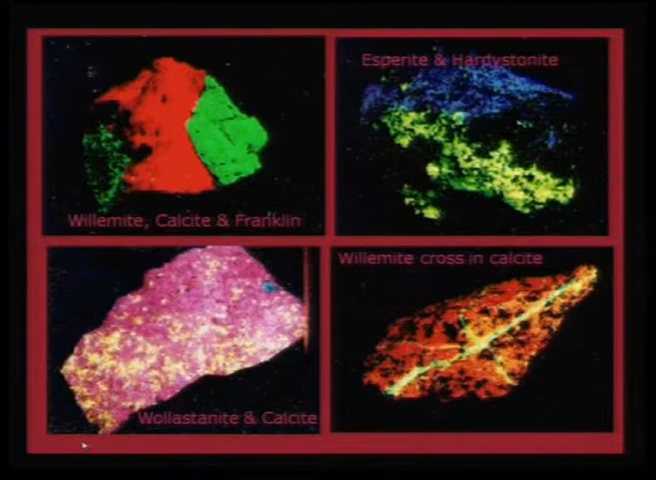 Esperite & Hardystonite
Willemite, Calcite & Franklin
Willemite cross in calcite
Wollastanite & Calcite